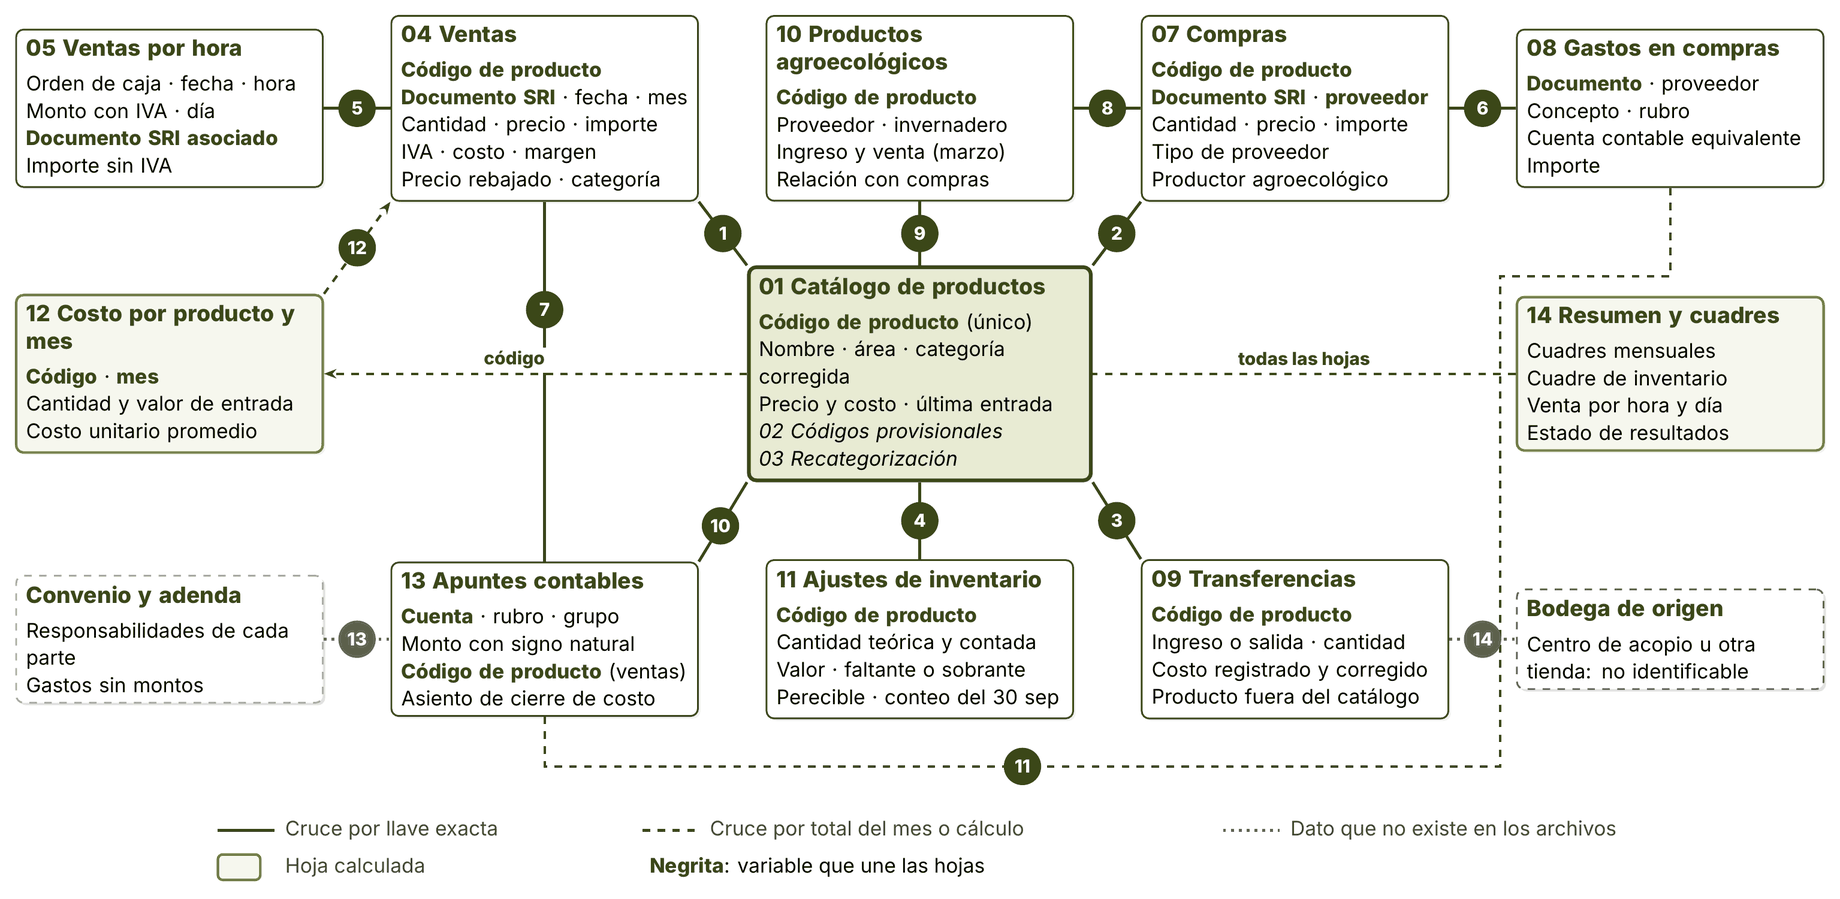 05 Ventas por hora
Orden de caja · fecha · hora
Monto con IVA · día
Documento SRI asociado
Importe sin IVA
5
04 Ventas
Código de producto
Documento SRI · fecha · mes
Cantidad · precio · importe
IVA · costo · margen
Precio rebajado · categoría
10 Productos
agroecológicos
Código de producto
Proveedor · invernadero
Ingreso y venta (marzo)
Relación con compras
8
07 Compras
Código de producto
Documento SRI · proveedor
Cantidad · precio · importe
Tipo de proveedor
Productor agroecológico
6
08 Gastos en compras
Documento · proveedor
Concepto · rubro
Cuenta contable equivalente
Importe
12
1
9
2
7
12 Costo por producto y
mes
Código · mes
Cantidad y valor de entrada
Costo unitario promedio
código
01 Catálogo de productos
Código de producto (único)
Nombre · área · categoría
corregida
Precio y costo · última entrada
02 Códigos provisionales
03 Recategorización
todas las hojas
14 Resumen y cuadres
Cuadres mensuales
Cuadre de inventario
Venta por hora y día
Estado de resultados
10
4
3
Convenio y adenda
Responsabilidades de cada
parte
Gastos sin montos
13
13 Apuntes contables
Cuenta · rubro · grupo
Monto con signo natural
Código de producto (ventas)
Asiento de cierre de costo
11 Ajustes de inventario
Código de producto
Cantidad teórica y contada
Valor · faltante o sobrante
Perecible · conteo del 30 sep
09 Transferencias
Código de producto
Ingreso o salida · cantidad
Costo registrado y corregido
Producto fuera del catálogo
14
Bodega de origen
Centro de acopio u otra
tienda: no identificable
11
Cruce por llave exacta
Cruce por total del mes o cálculo
Dato que no existe en los archivos
Hoja calculada
Negrita: variable que une las hojas